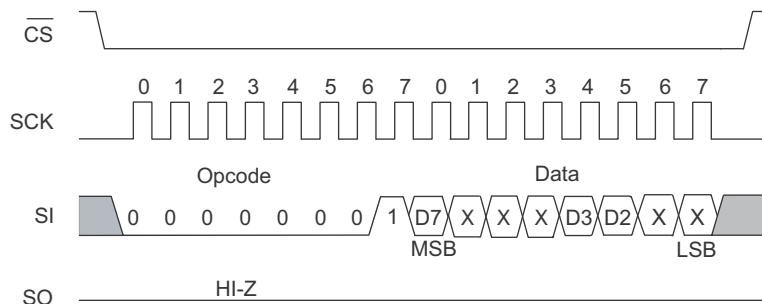 CS
0 1 2 3 4 5 6 7 0 1 2 3 4 5 6 7
SCK
Opcode Data
SI 0 0 0 0 0 0 0 1 D7 X X X D3 D2 X X
MSB LSB
HI-Z
SO